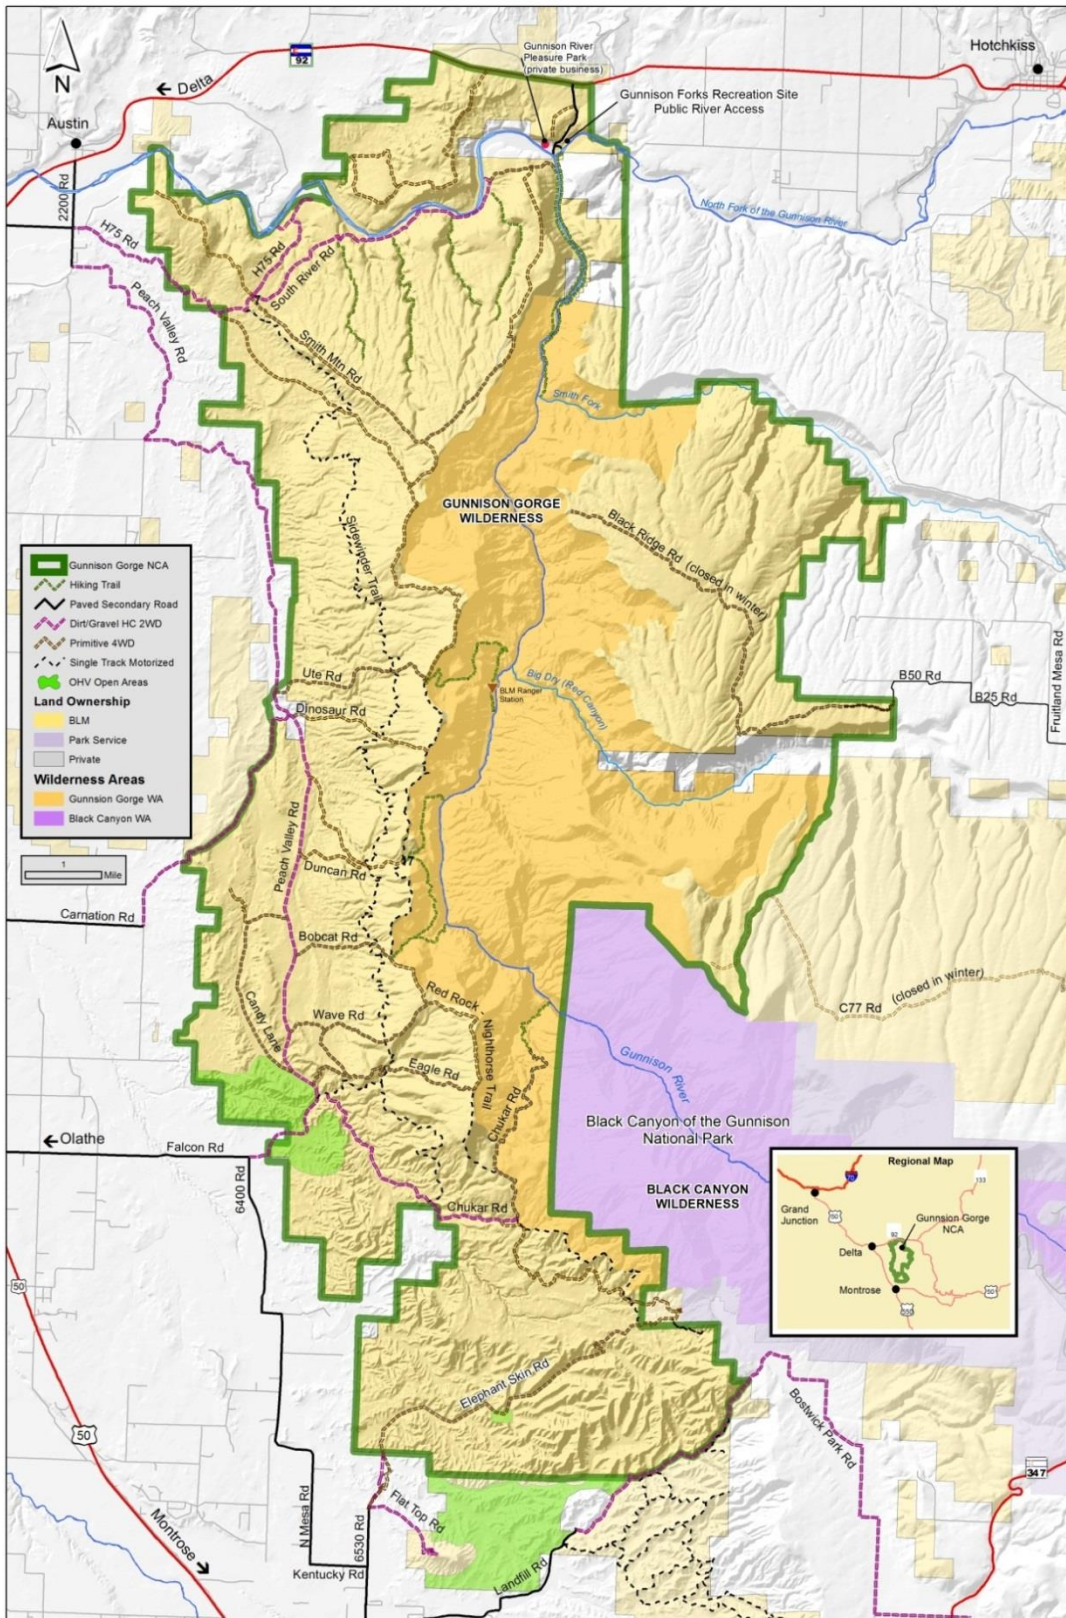 N
92
Gunnison River
Pleasure Park
(private business)
Hotchkiss
← Delta
Gunnison Forks Recreation Site
Public River Access
Austin
2200 Rd
North Fork of the Gunnison River
H75 Rd
H75 Rd
South River Rd
Peach Valley Rd
Smith Mtn Rd
Smith Fork
GUNNISON GORGE
WILDERNESS
Black Ridge Rd (closed in winter)
Sidewinder Trail
Gunnison Gorge NCA
Hiking Trail
Paved Secondary Road
Dirt/Gravel HC 2WD
Primitive 4WD
Single Track Motorized
OHV Open Areas
Land Ownership
BLM
Park Service
Private
Wilderness Areas
Gunnsion Gorge WA
Black Canyon WA
1
Mile
Fruitland Mesa Rd
Ute Rd
Big Dry (Red Canyon)
BLM Ranger
Station
B50 Rd
B25 Rd
Dinosaur Rd
Peach Valley Rd
Duncan Rd
Carnation Rd
Bobcat Rd
Red Rock
C77 Rd (closed in winter)
Candy Lane
Wave Rd
Eagle Rd
Nighthorse Trail
Chukar Rd
Gunnison River
Black Canyon of the Gunnison
National Park
← Olathe
Falcon Rd
6400 Rd
BLACK CANYON
WILDERNESS
Chukar Rd
Regional Map
70
133
Grand
Junction
50
92
Gunnsion Gorge
NCA
Delta
Montrose
50
550
50
Elephant Skin Rd
Bostwick Park Rd
50
347
Montrose
N Mesa Rd
6530 Rd
Flat Top Rd
Kentucky Rd
Landfill Rd